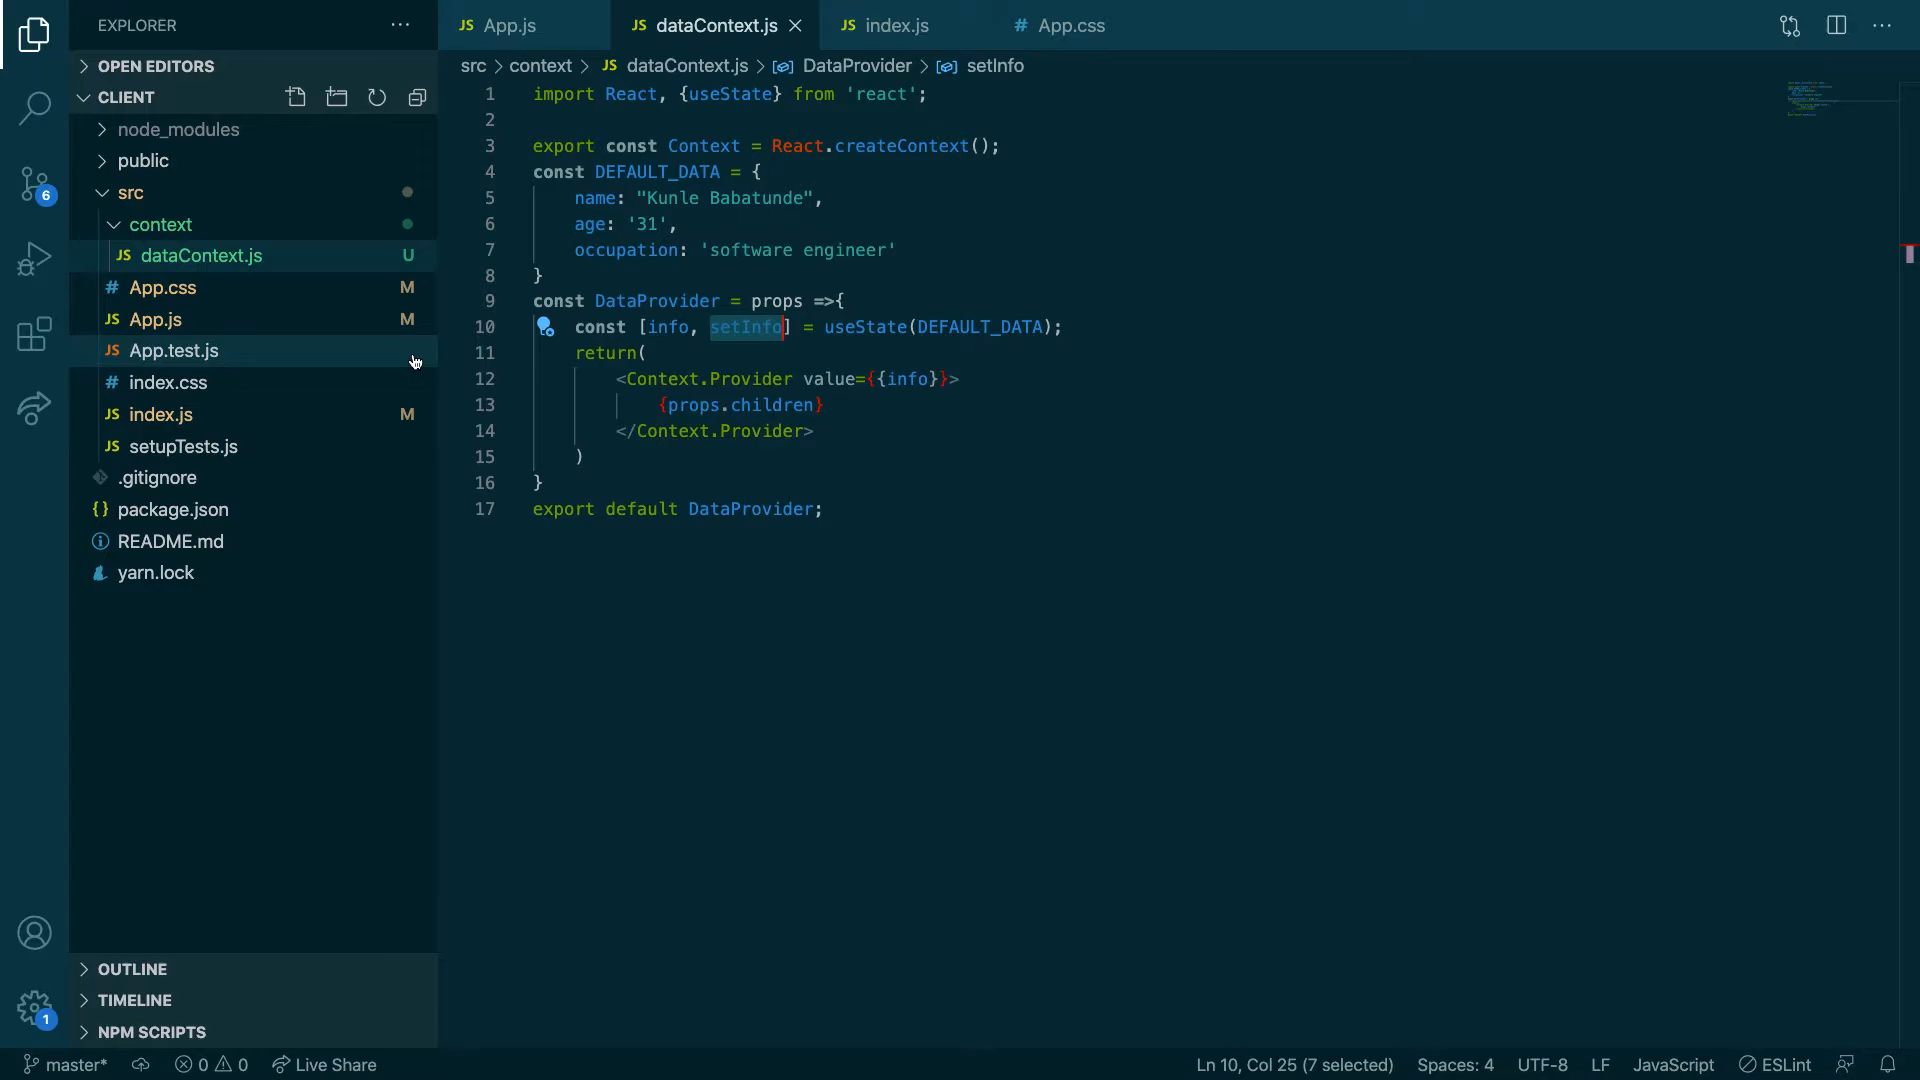 EXPLORER
JS App.js
JS dataContext.js
JS index.js
# App.css
OPEN EDITORS
CLIENT
src > context > JS dataContext.js > DataProvider > setInfo
node_modules
public
src
context
JS dataContext.js U
# App.css M
JS App.js M
JS App.test.js
# index.css
JS index.js M
JS setupTests.js
.gitignore
{} package.json
README.md
yarn.lock
6
1 import React, {useState} from 'react';
2
3 export const Context = React.createContext();
4 const DEFAULT_DATA = {
5 name: "Kunle Babatunde",
6 age: '31',
7 occupation: 'software engineer'
8 }
9 const DataProvider = props =>{
10 const [info, setInfo] = useState(DEFAULT_DATA);
11 return(
12 <Context.Provider value={{info}}>
13 {props.children}
14 </Context.Provider>
15 )
16 }
17 export default DataProvider;
OUTLINE
TIMELINE
NPM SCRIPTS
1
master* 0 0 Live Share
Ln 10, Col 25 (7 selected) Spaces: 4 UTF-8 LF JavaScript ESLint